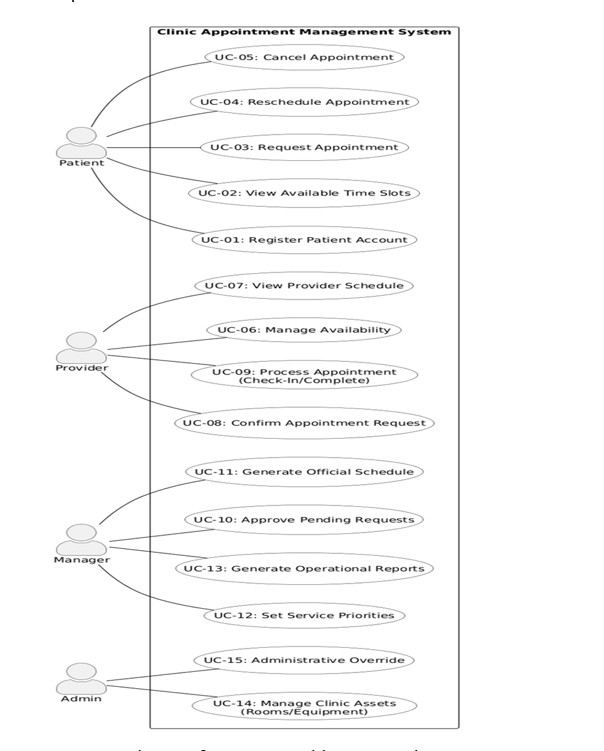 Clinic Appointment Management System
UC-05: Cancel Appointment
UC-04: Reschedule Appointment
UC-03: Request Appointment
Patient
UC-02: View Available Time Slots
UC-01: Register Patient Account
UC-07: View Provider Schedule
UC-06: Manage Availability
Provider
UC-09: Process Appointment
(Check-In/Complete)
UC-08: Confirm Appointment Request
UC-11: Generate Official Schedule
UC-10: Approve Pending Requests
Manager
UC-13: Generate Operational Reports
UC-12: Set Service Priorities
UC-15: Administrative Override
Admin
UC-14: Manage Clinic Assets
(Rooms/Equipment)